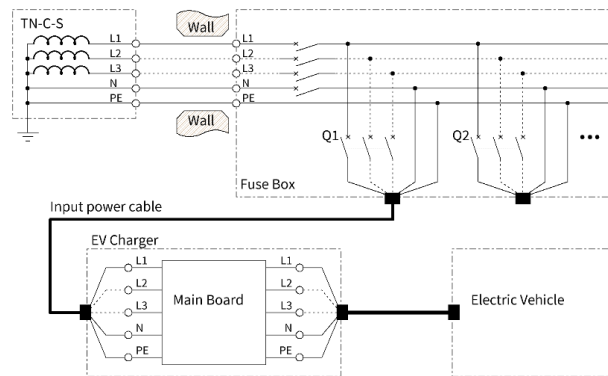 TN-C-S
L1
L2
L3
N
PE
Wall
Wall
L1
L2
L3
N
PE
Q1
Q2
Fuse Box
Input power cable
EV Charger
L1
L2
L3
N
PE
Main Board
L1
L2
L3
N
PE
Electric Vehicle